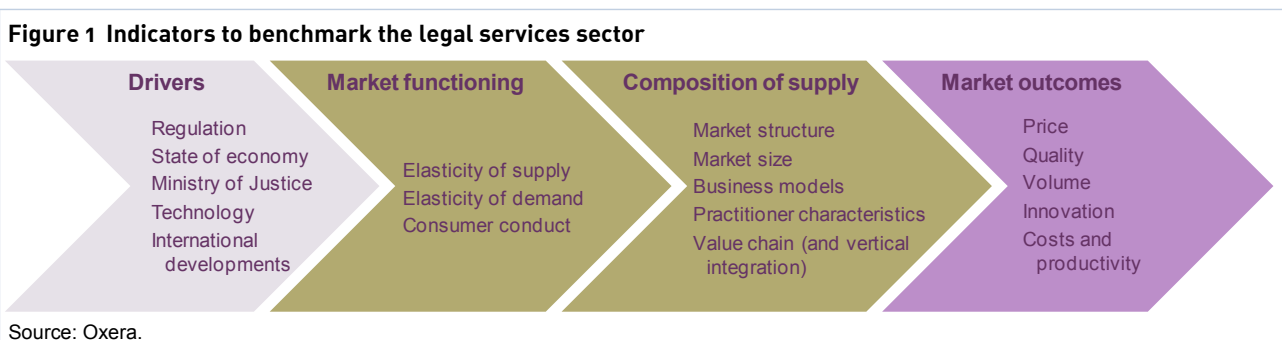 Figure 1 Indicators to benchmark the legal services sector
Drivers
Regulation
State of economy
Ministry of Justice
Technology
International
developments
Market functioning
Elasticity of supply
Elasticity of demand
Consumer conduct
Composition of supply
Market structure
Market size
Business models
Practitioner characteristics
Value chain (and vertical
integration)
Market outcomes
Price
Quality
Volume
Innovation
Costs and
productivity
Source: Oxera.